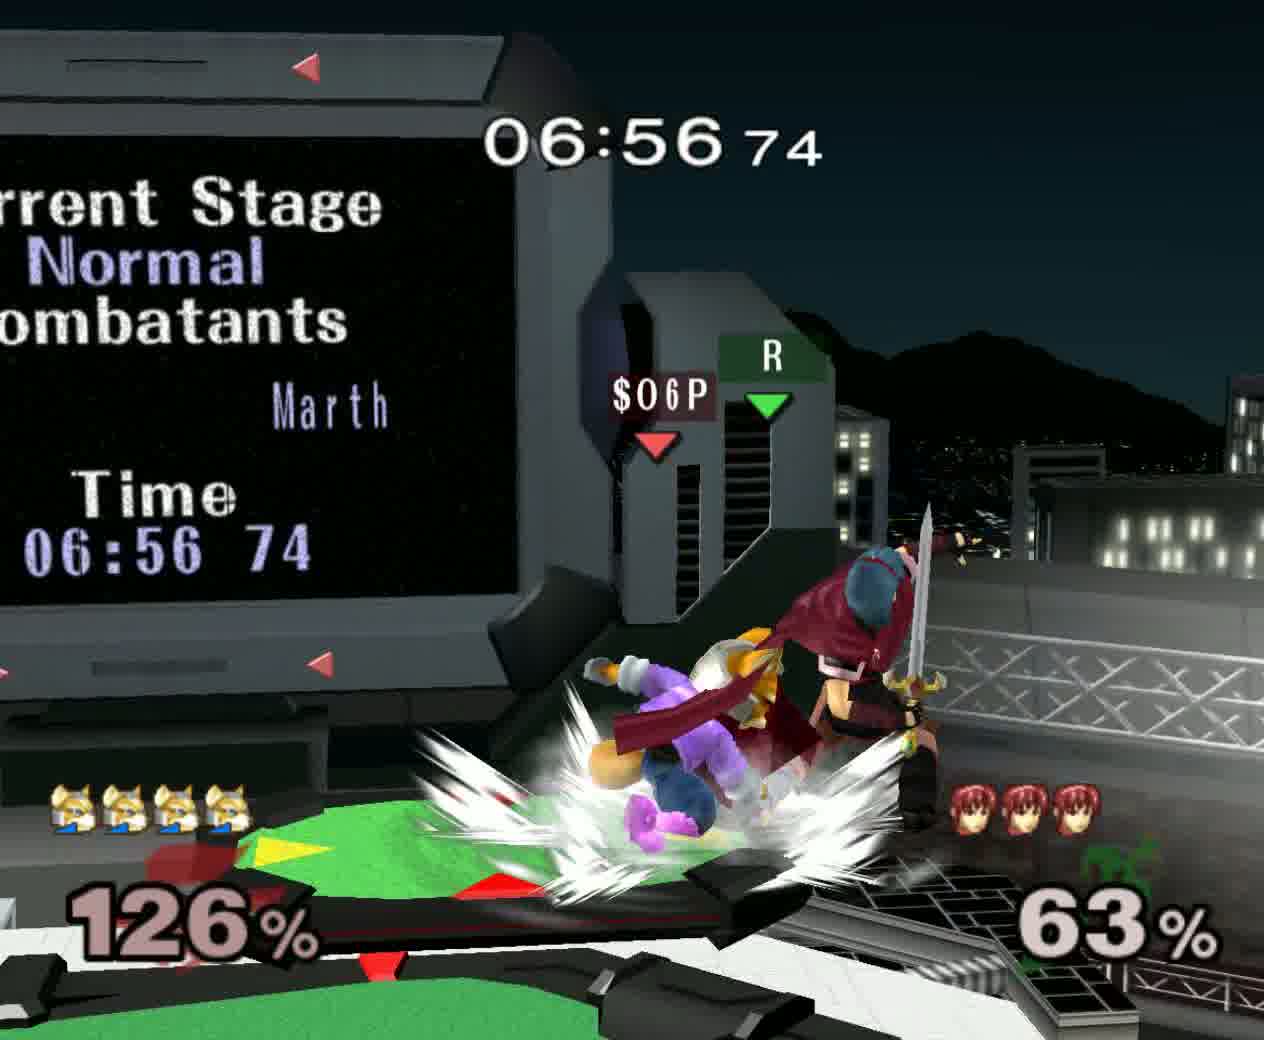 06:56 74
rrent Stage
Normal
ombatants
Marth
Time
06:56 74
R
$06P
126%
63%